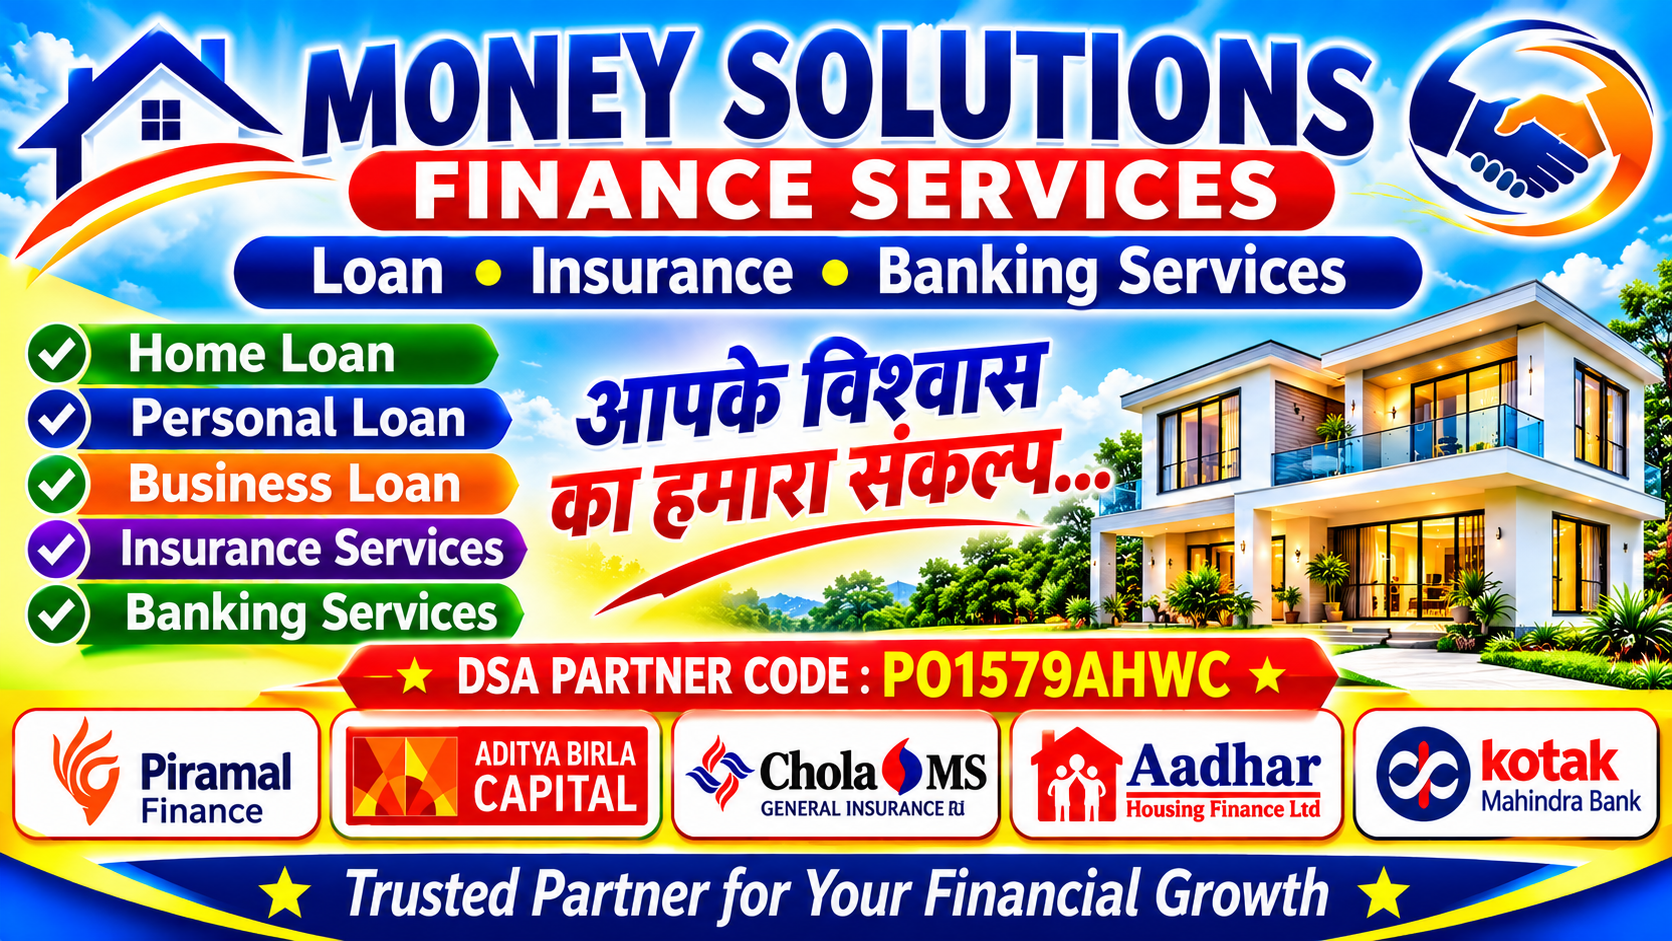 MONEY SOLUTIONS
FINANCE SERVICES
Loan • Insurance • Banking Services
Home Loan
Personal Loan
Business Loan
Insurance Services
Banking Services
आपके विश्वास
का हमारा संकल्प...
DSA PARTNER CODE : PO1579AHWC
Piramal
Finance
ADITYA BIRLA
CAPITAL
Chola MS
GENERAL INSURANCE
Aadhar
Housing Finance Ltd
kotak
Mahindra Bank
Trusted Partner for Your Financial Growth